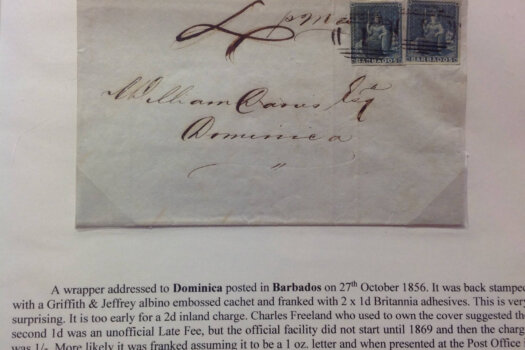 BARBADOS BARBADOS
Esqr
Dominica
A wrapper addressed to Dominica posted in Barbados on 27th October 1856. It was back stamped
with a Griffith & Jeffrey albino embossed cachet and franked with 2 x 1d Britannia adhesives. This is very
surprising. It is too early for a 2d inland charge. Charles Freeland who used to own the cover suggested the
second 1d was an unofficial Late Fee, but the official facility did not start until 1869 and then the charge
was 1/-. More likely it was franked assuming it to be a 1 oz. letter and when presented at the Post Office